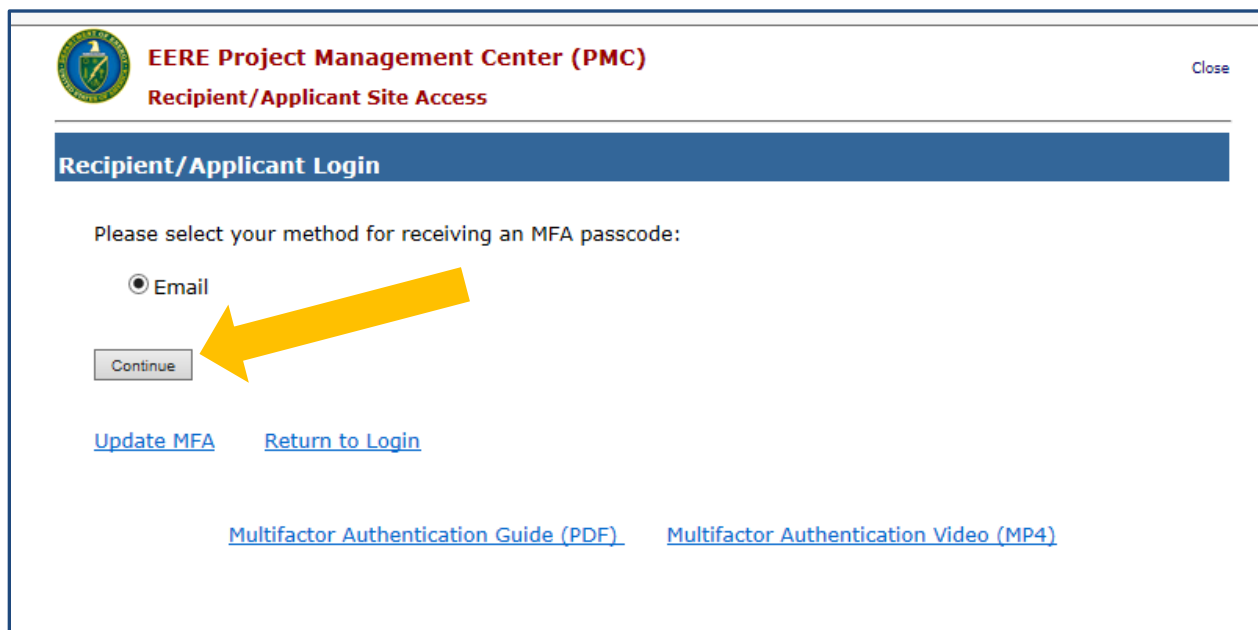 EERE Project Management Center (PMC)
Close
Recipient/Applicant Site Access
Recipient/Applicant Login
Please select your method for receiving an MFA passcode:
Email
Continue
Update MFA Return to Login
Multifactor Authentication Guide (PDF) Multifactor Authentication Video (MP4)